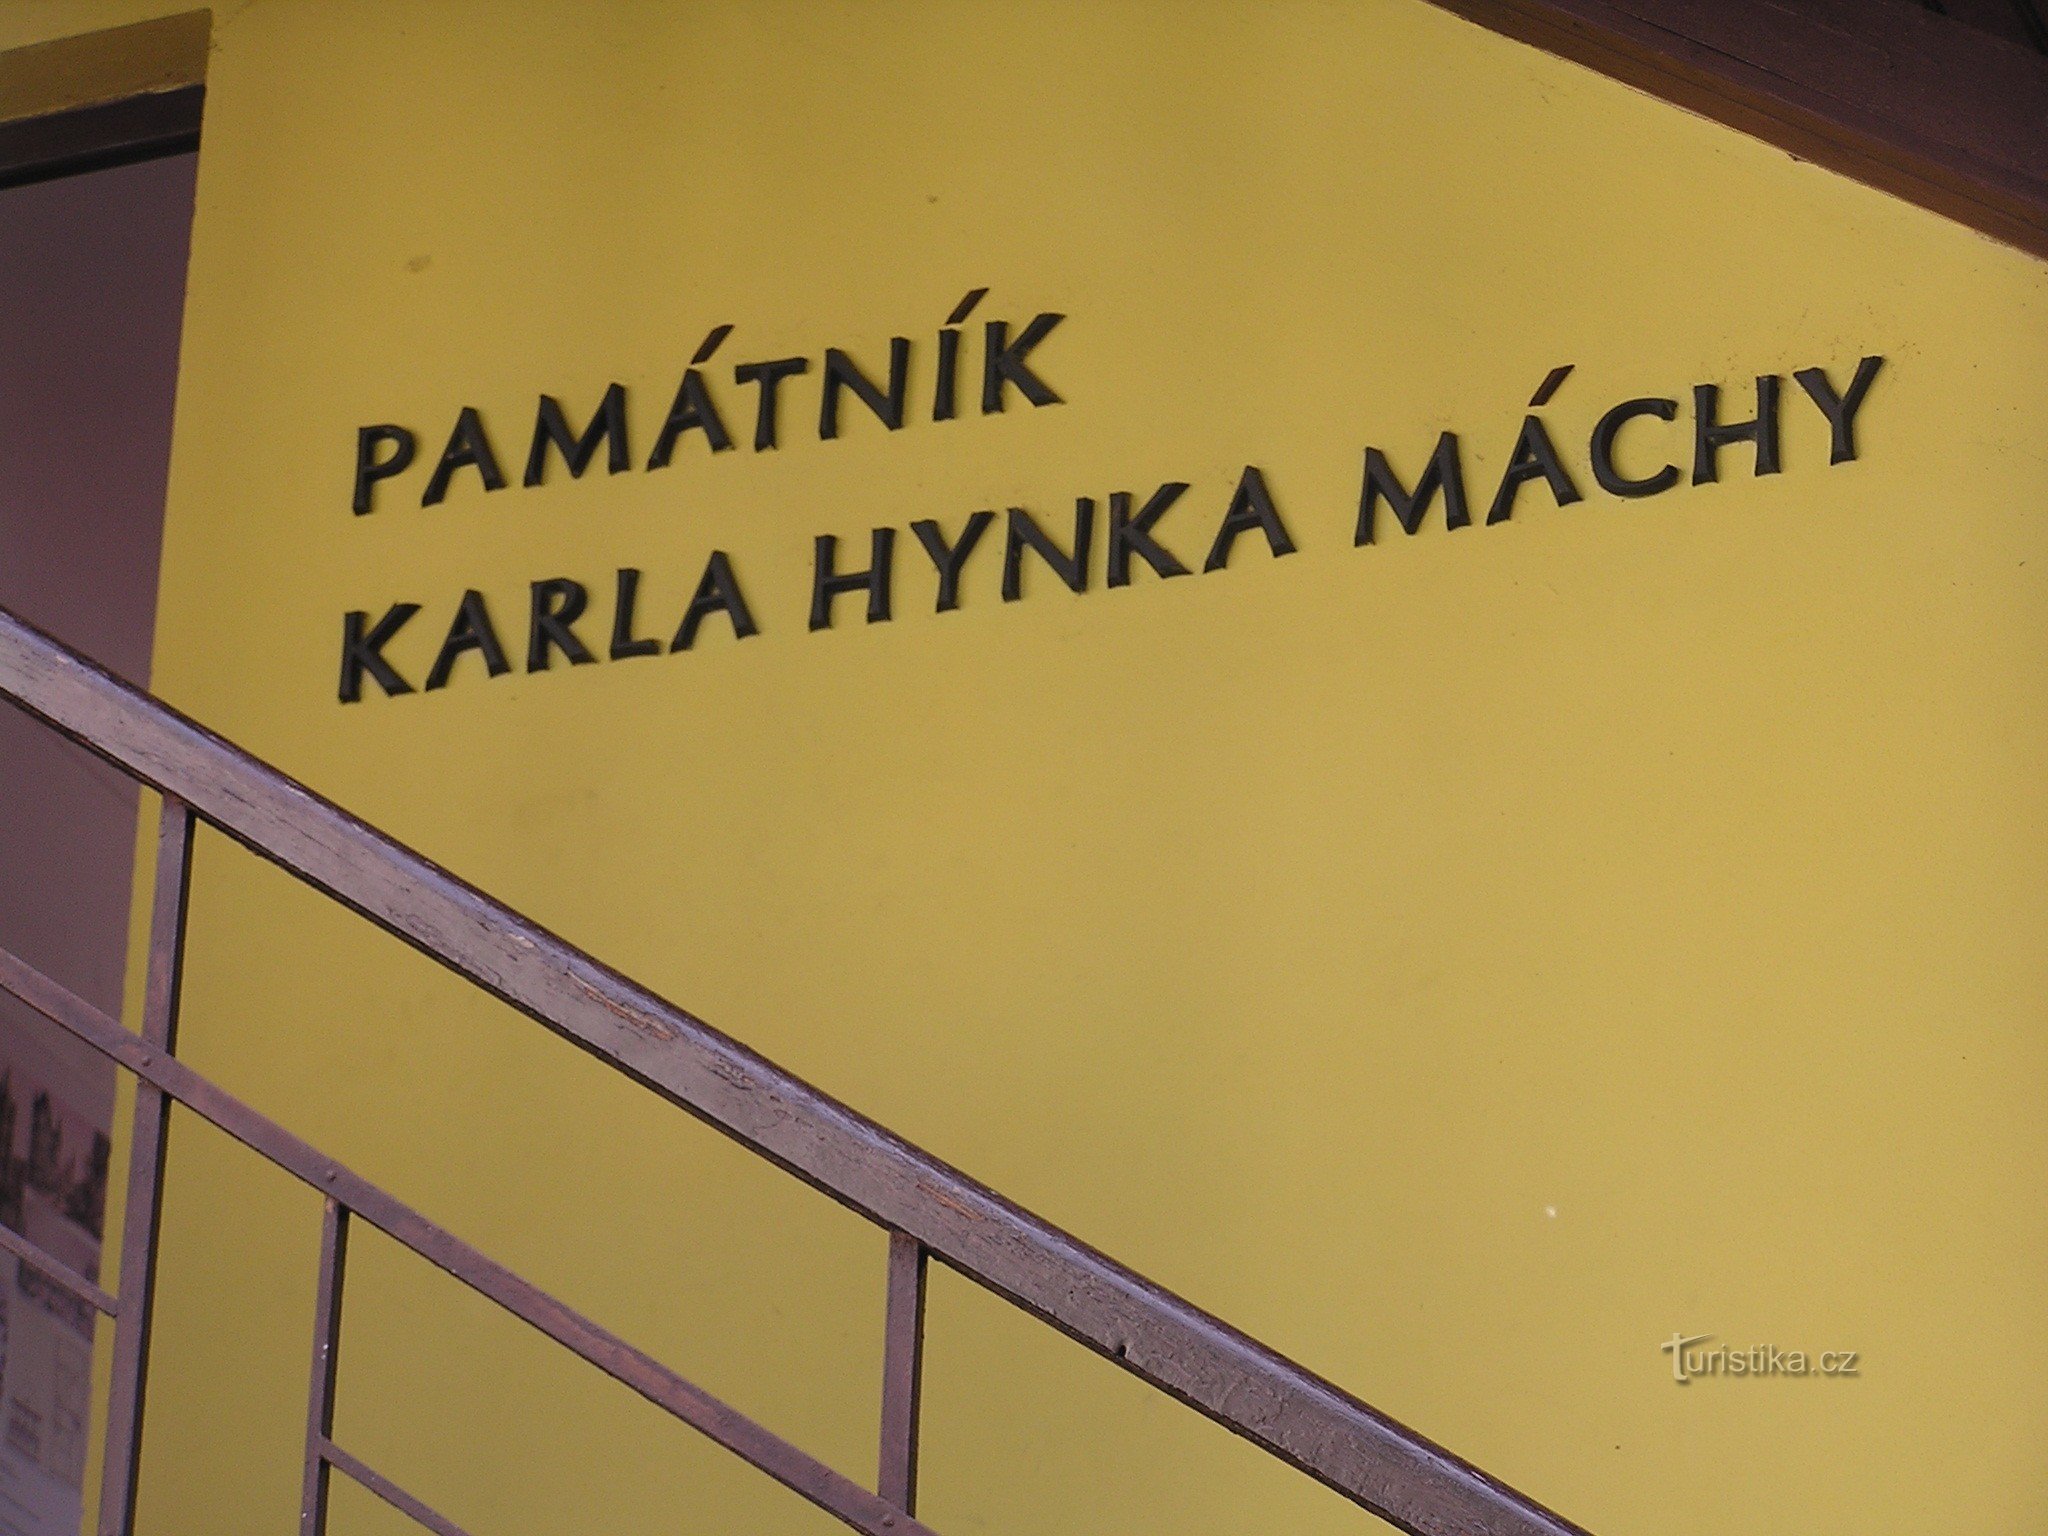 PAMÁTNÍK
KARLA HYNKA MÁCHY
Turistika.cz